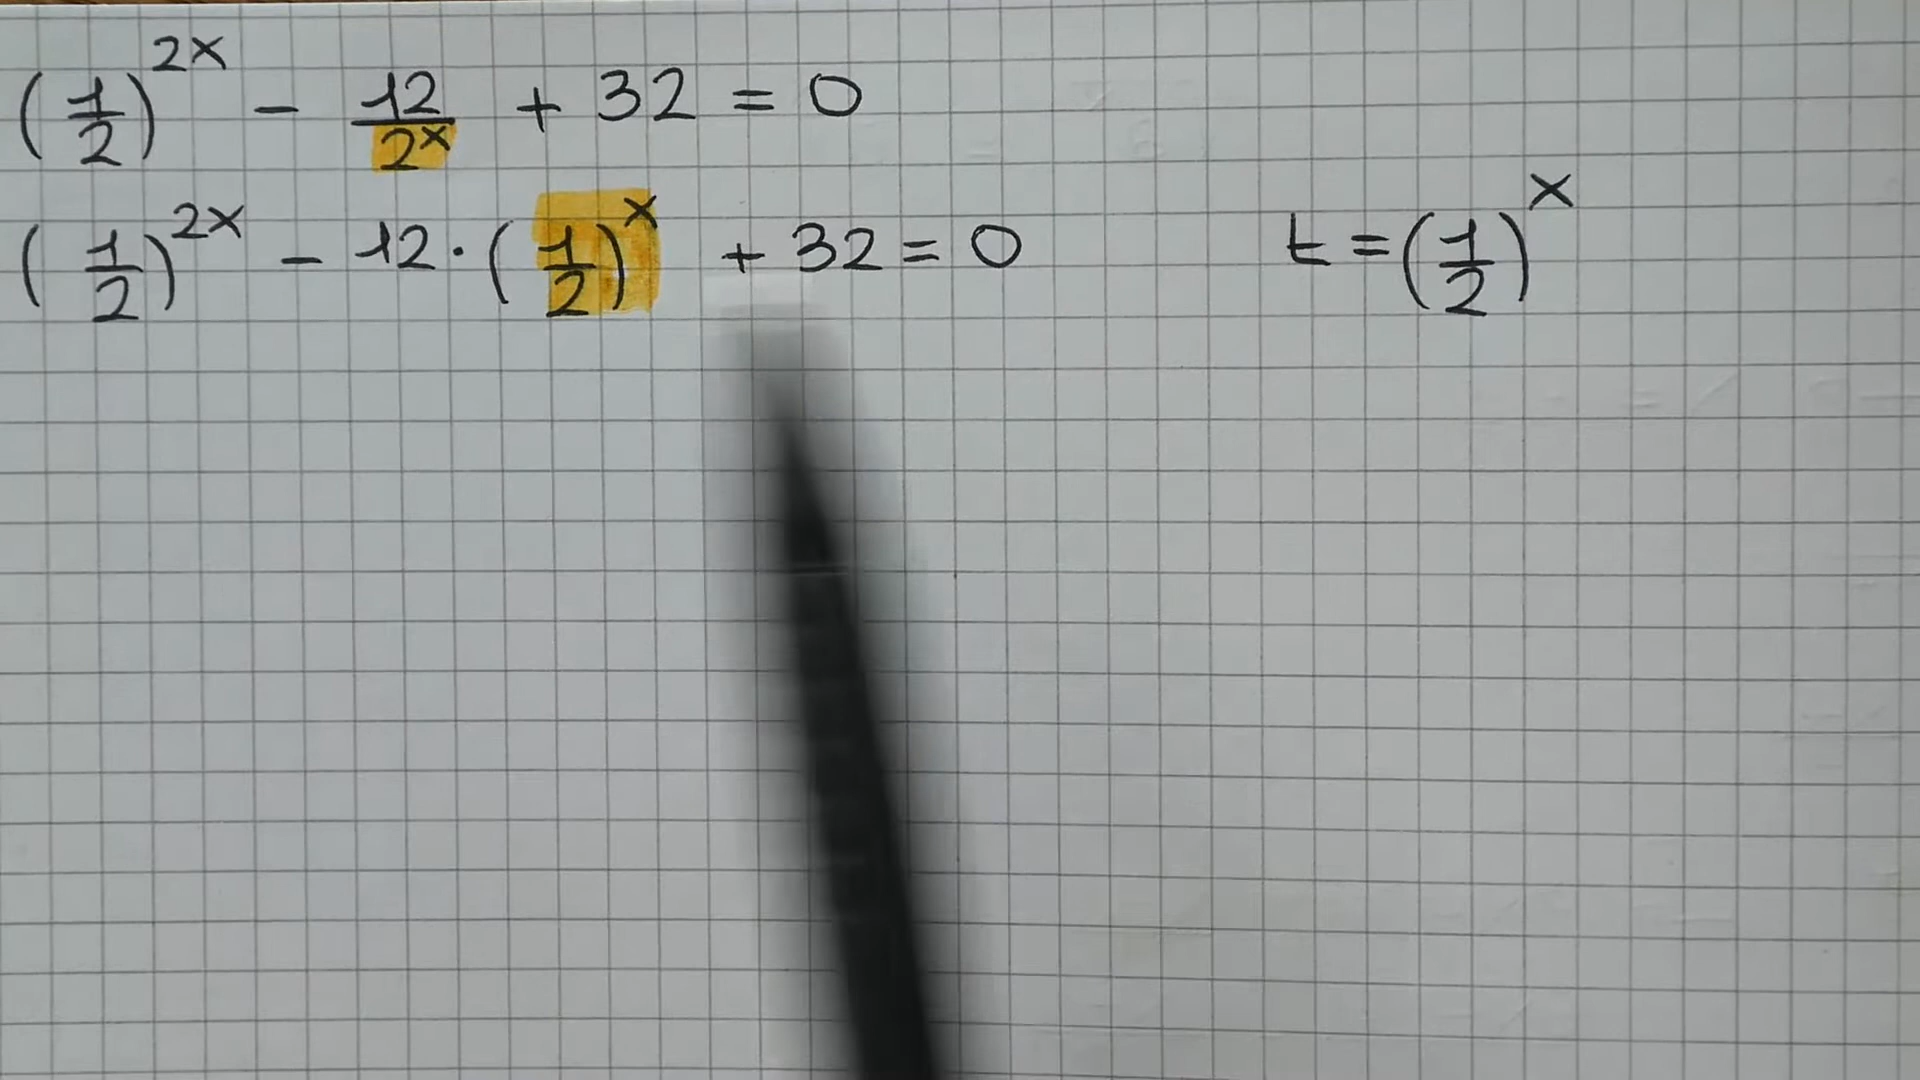 (1/2)^2x - 12/2^x + 32 = 0
(1/2)^2x - 12 · (1/2)^x + 32 = 0
t = (1/2)^x